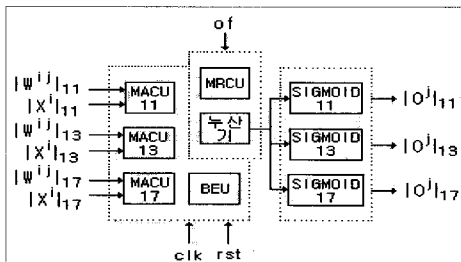 of
|W^ij|11
|X^i|11
MACU
11
MRCU
SIGMOID
11
|O^j|11
|W^ij|13
|X^i|13
MACU
13
누산
기
SIGMOID
13
|O^j|13
|W^ij|17
|X^i|17
MACU
17
BEU
SIGMOID
17
|O^j|17
clk rst